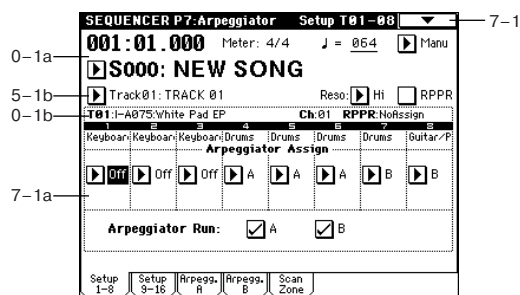 SEQUENCER P7:Arpeggiator Setup T01-08
7-1
001:01.000 Meter: 4/4 ♩ = 064 Manu
0-1a
S000: NEW SONG
5-1b
Track01: TRACK 01 Reso: Hi RPPR
0-1b
T01:I-A075:White Pad EP Ch:01 RPPR:NoAssign
1 2 3 4 5 6 7 8
Keyboar Keyboar Keyboar Drums Drums Drums Drums Guitar/P
Arpeggiator Assign
Off Off Off A A A B B
7-1a
Arpeggiator Run: A B
Setup 1-8 Setup 9-16 Arpegg. A Arpegg. B Scan Zone